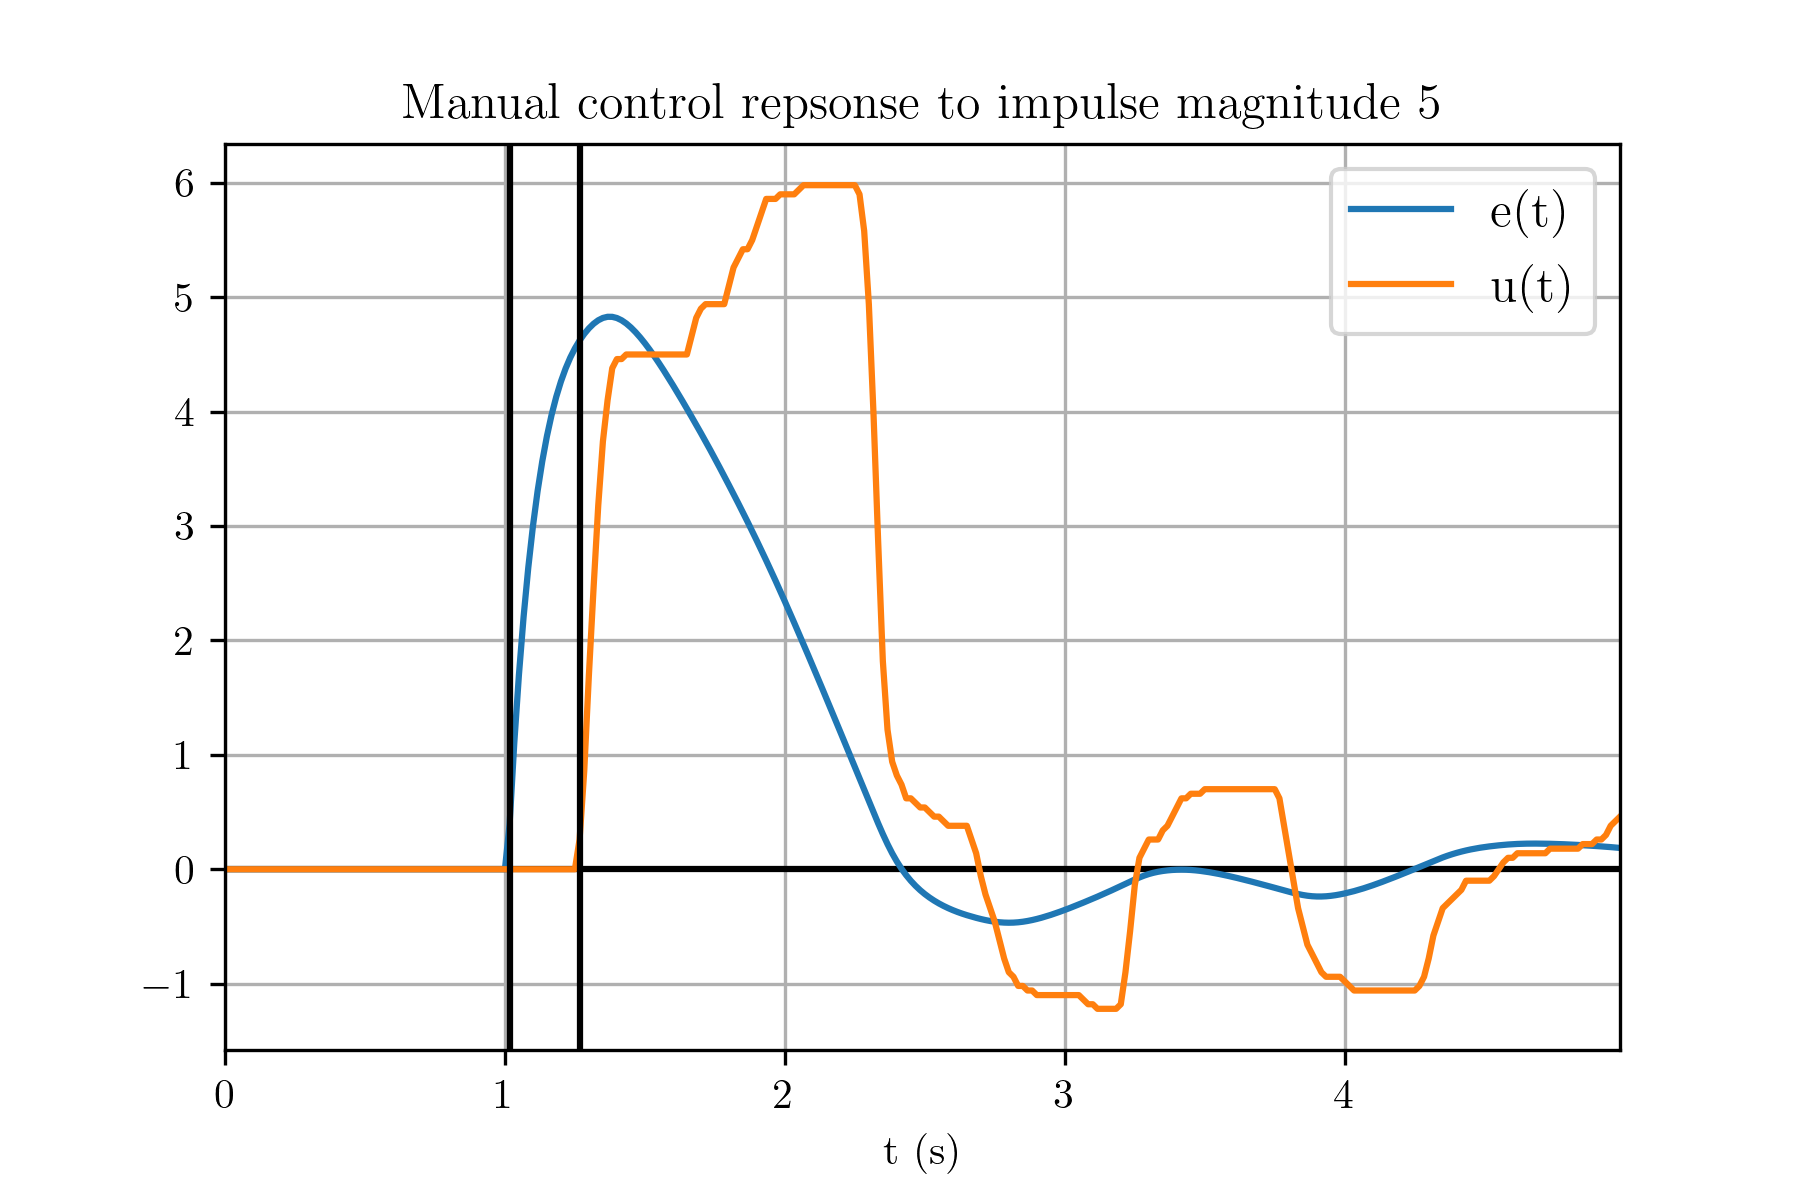 Manual control repsonse to impulse magnitude 5
6
5
4
3
2
1
0
−1
e(t)
u(t)
0 1 2 3 4
t (s)